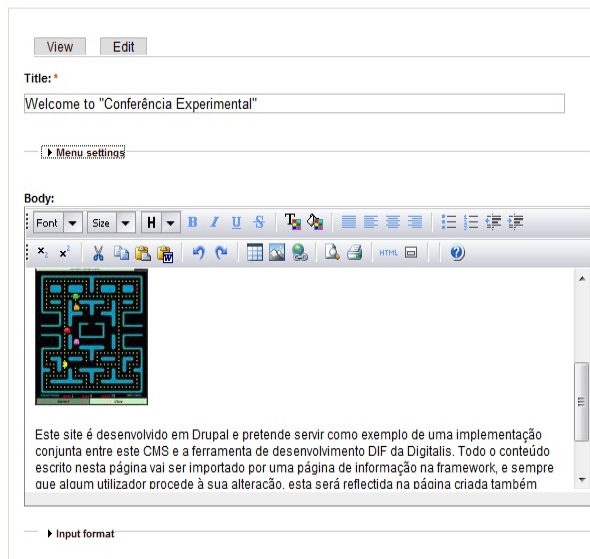 View Edit
Title: *
Welcome to "Conferência Experimental"
Menu settings
Body:
Font Size H B I U S T
x₂ x² W HTML ?
Este site é desenvolvido em Drupal e pretende servir como exemplo de uma implementação
conjunta entre este CMS e a ferramenta de desenvolvimento DIF da Digitalis. Todo o conteúdo
escrito nesta página vai ser importado por uma página de informação na framework, e sempre
que algum utilizador procede à sua alteração, esta será reflectida na página criada também
Input format